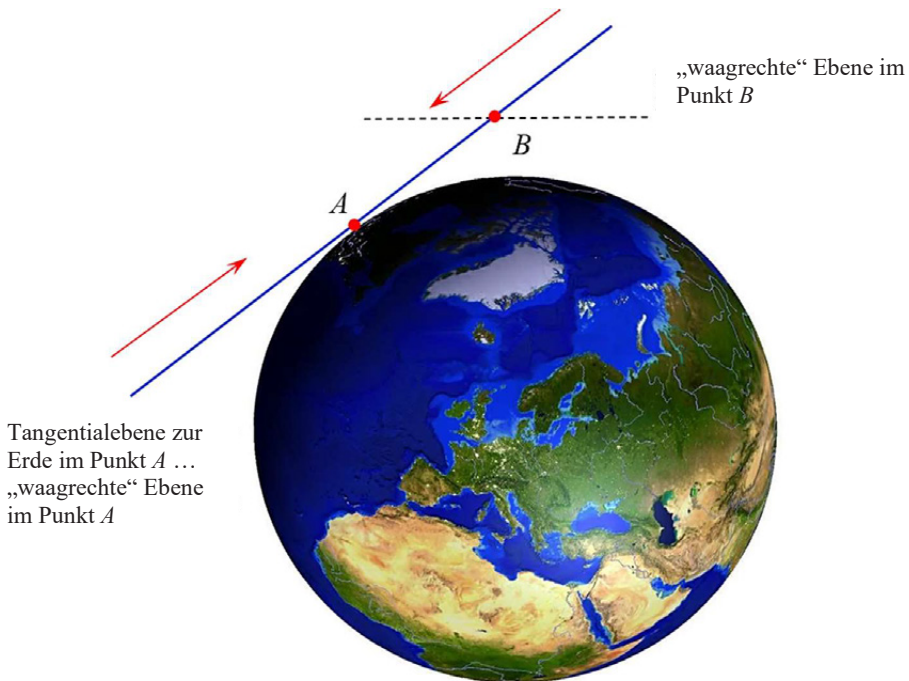 „waagrechte“ Ebene im
Punkt B
B
A
Tangentialebene zur
Erde im Punkt A …
„waagrechte“ Ebene
im Punkt A